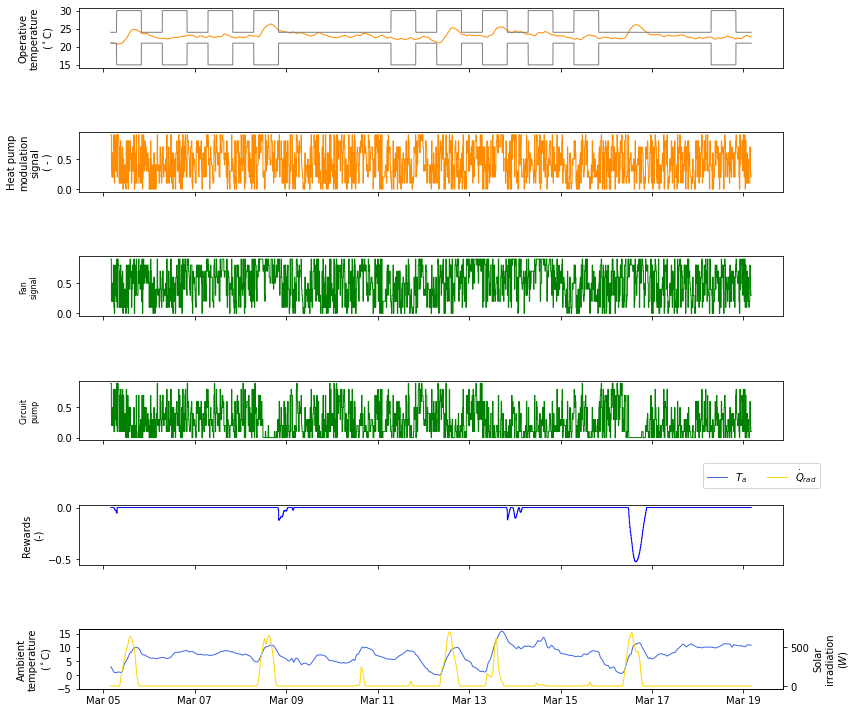 Operative
temperature
(°C)
30
25
20
15
Heat pump
modulation
signal
( - )
0.5
0.0
Fan
signal
0.5
0.0
Circuit
pump
0.5
0.0
T_a
Q̇_rad
Rewards
(-)
0.0
−0.5
Ambient
temperature
(°C)
15
10
5
0
−5
500
0
Solar
irradiation
(W)
Mar 05 Mar 07 Mar 09 Mar 11 Mar 13 Mar 15 Mar 17 Mar 19